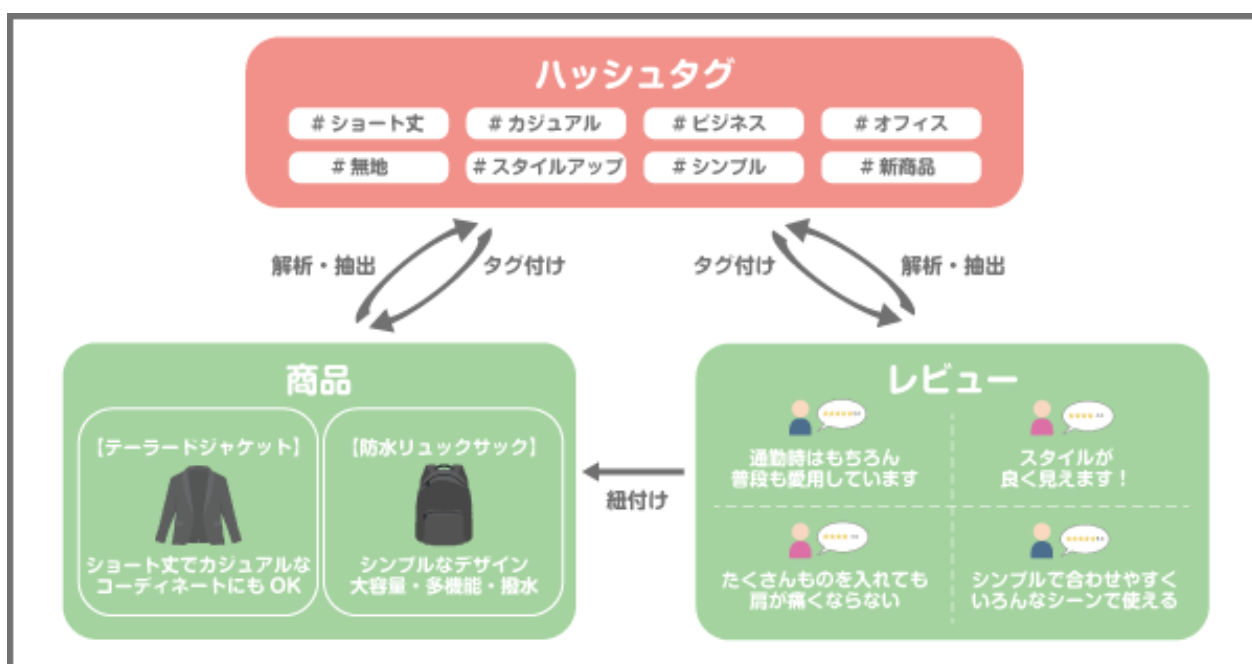 ハッシュタグ
#ショート丈
#カジュアル
#ビジネス
#オフィス
#無地
#スタイルアップ
#シンプル
#新商品
解析・抽出
タグ付け
タグ付け
解析・抽出
商品
【テーラードジャケット】
ショート丈でカジュアルな
コーディネートにも OK
【防水リュックサック】
シンプルなデザイン
大容量・多機能・撥水
紐付け
レビュー
通勤時はもちろん
普段も愛用しています
スタイルが
良く見えます！
たくさんものを入れても
肩が痛くならない
シンプルで合わせやすく
いろんなシーンで使える